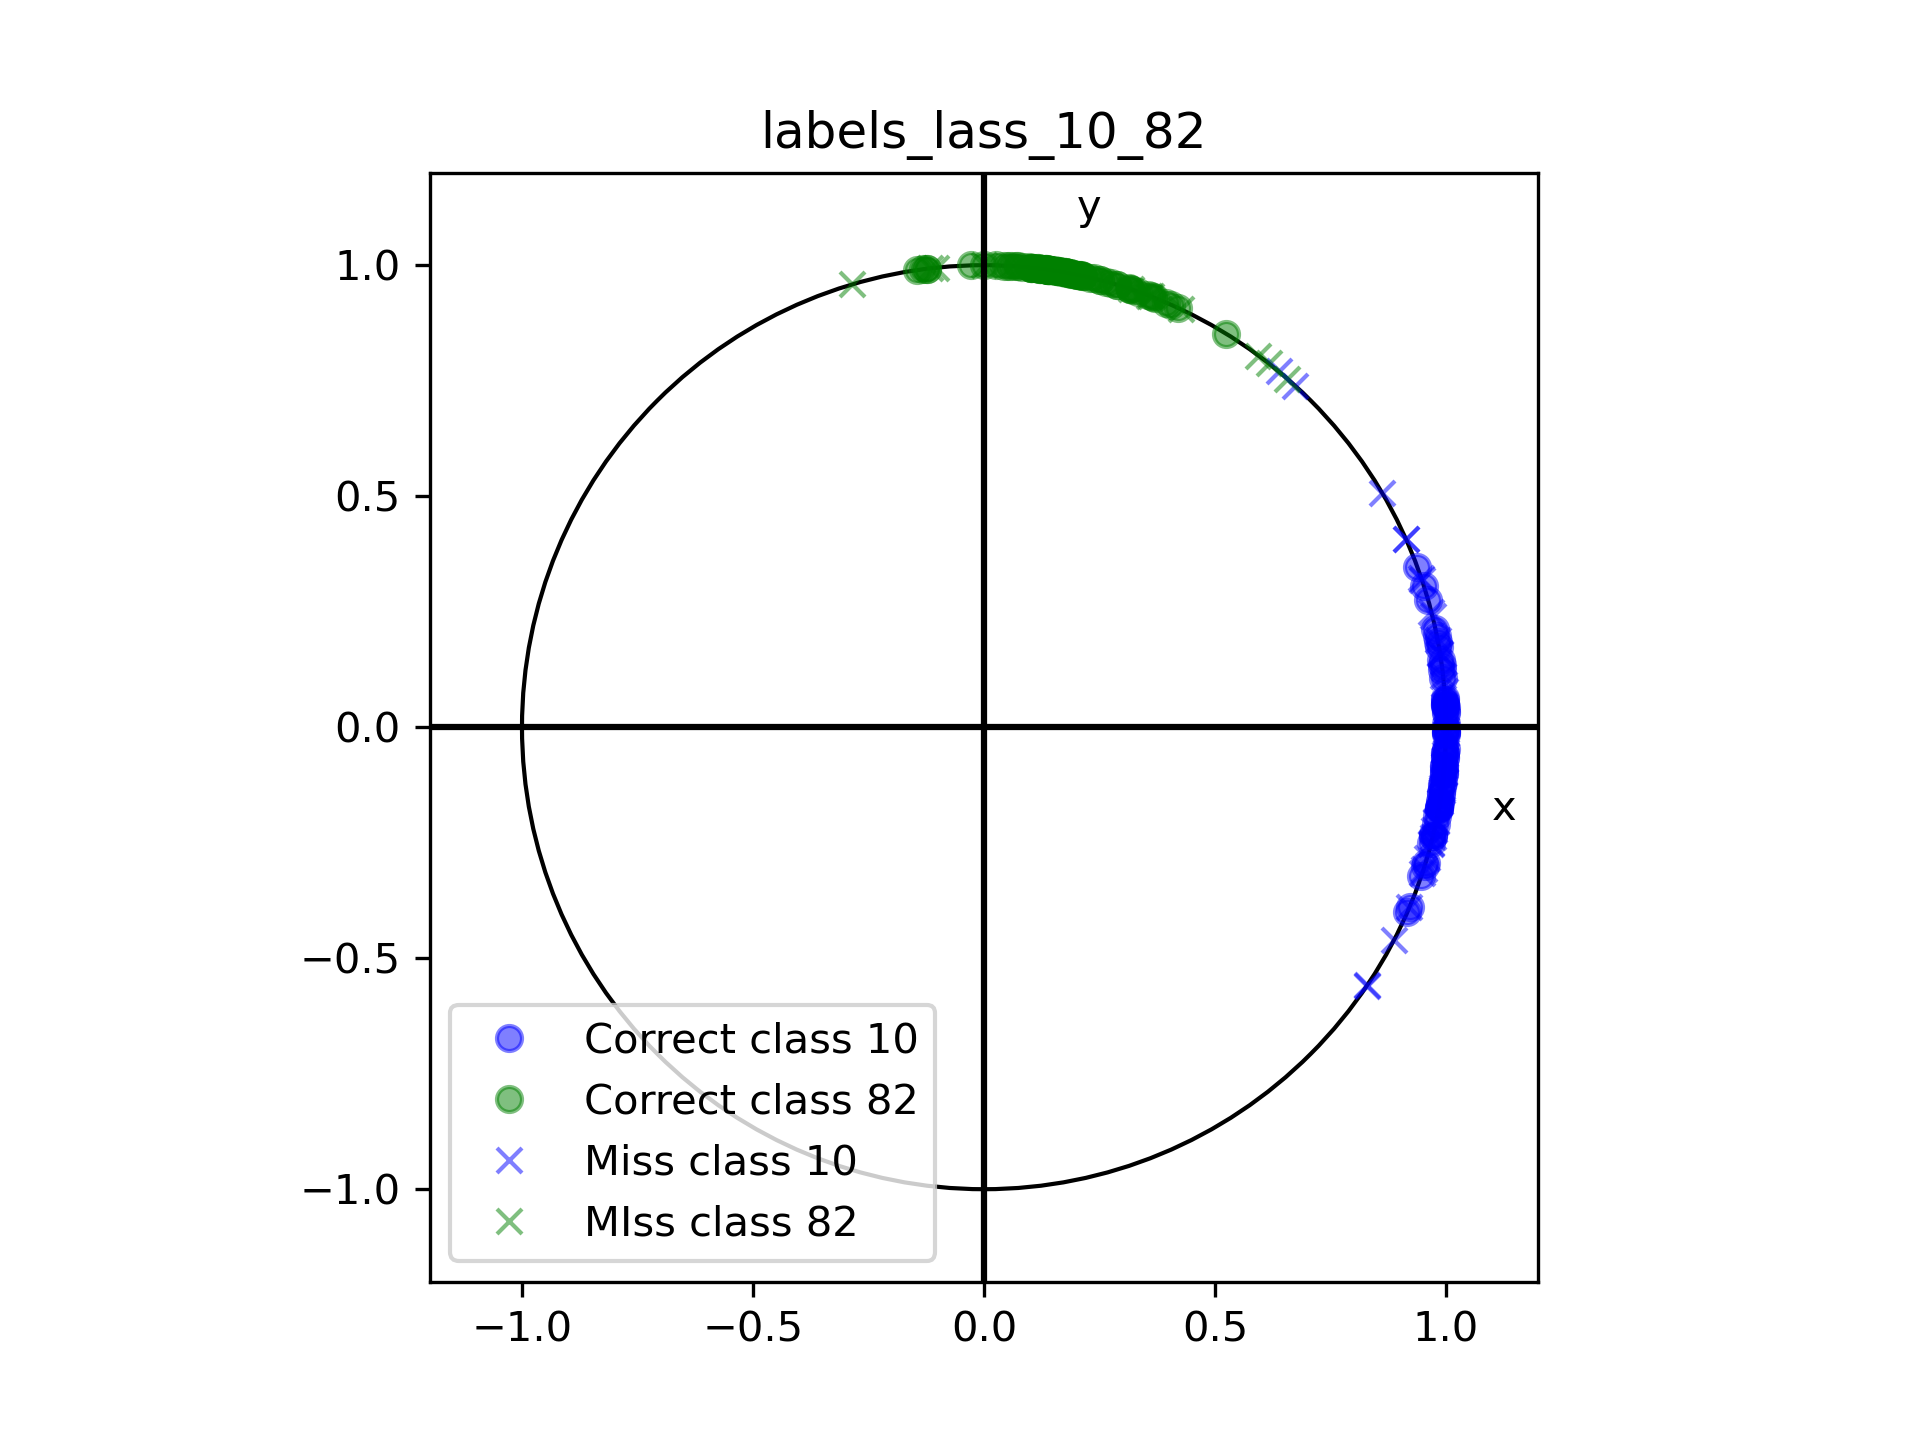 labels_lass_10_82
y
1.0
0.5
0.0
−0.5
−1.0
x
Correct class 10
Correct class 82
Miss class 10
MIss class 82
−1.0 −0.5 0.0 0.5 1.0